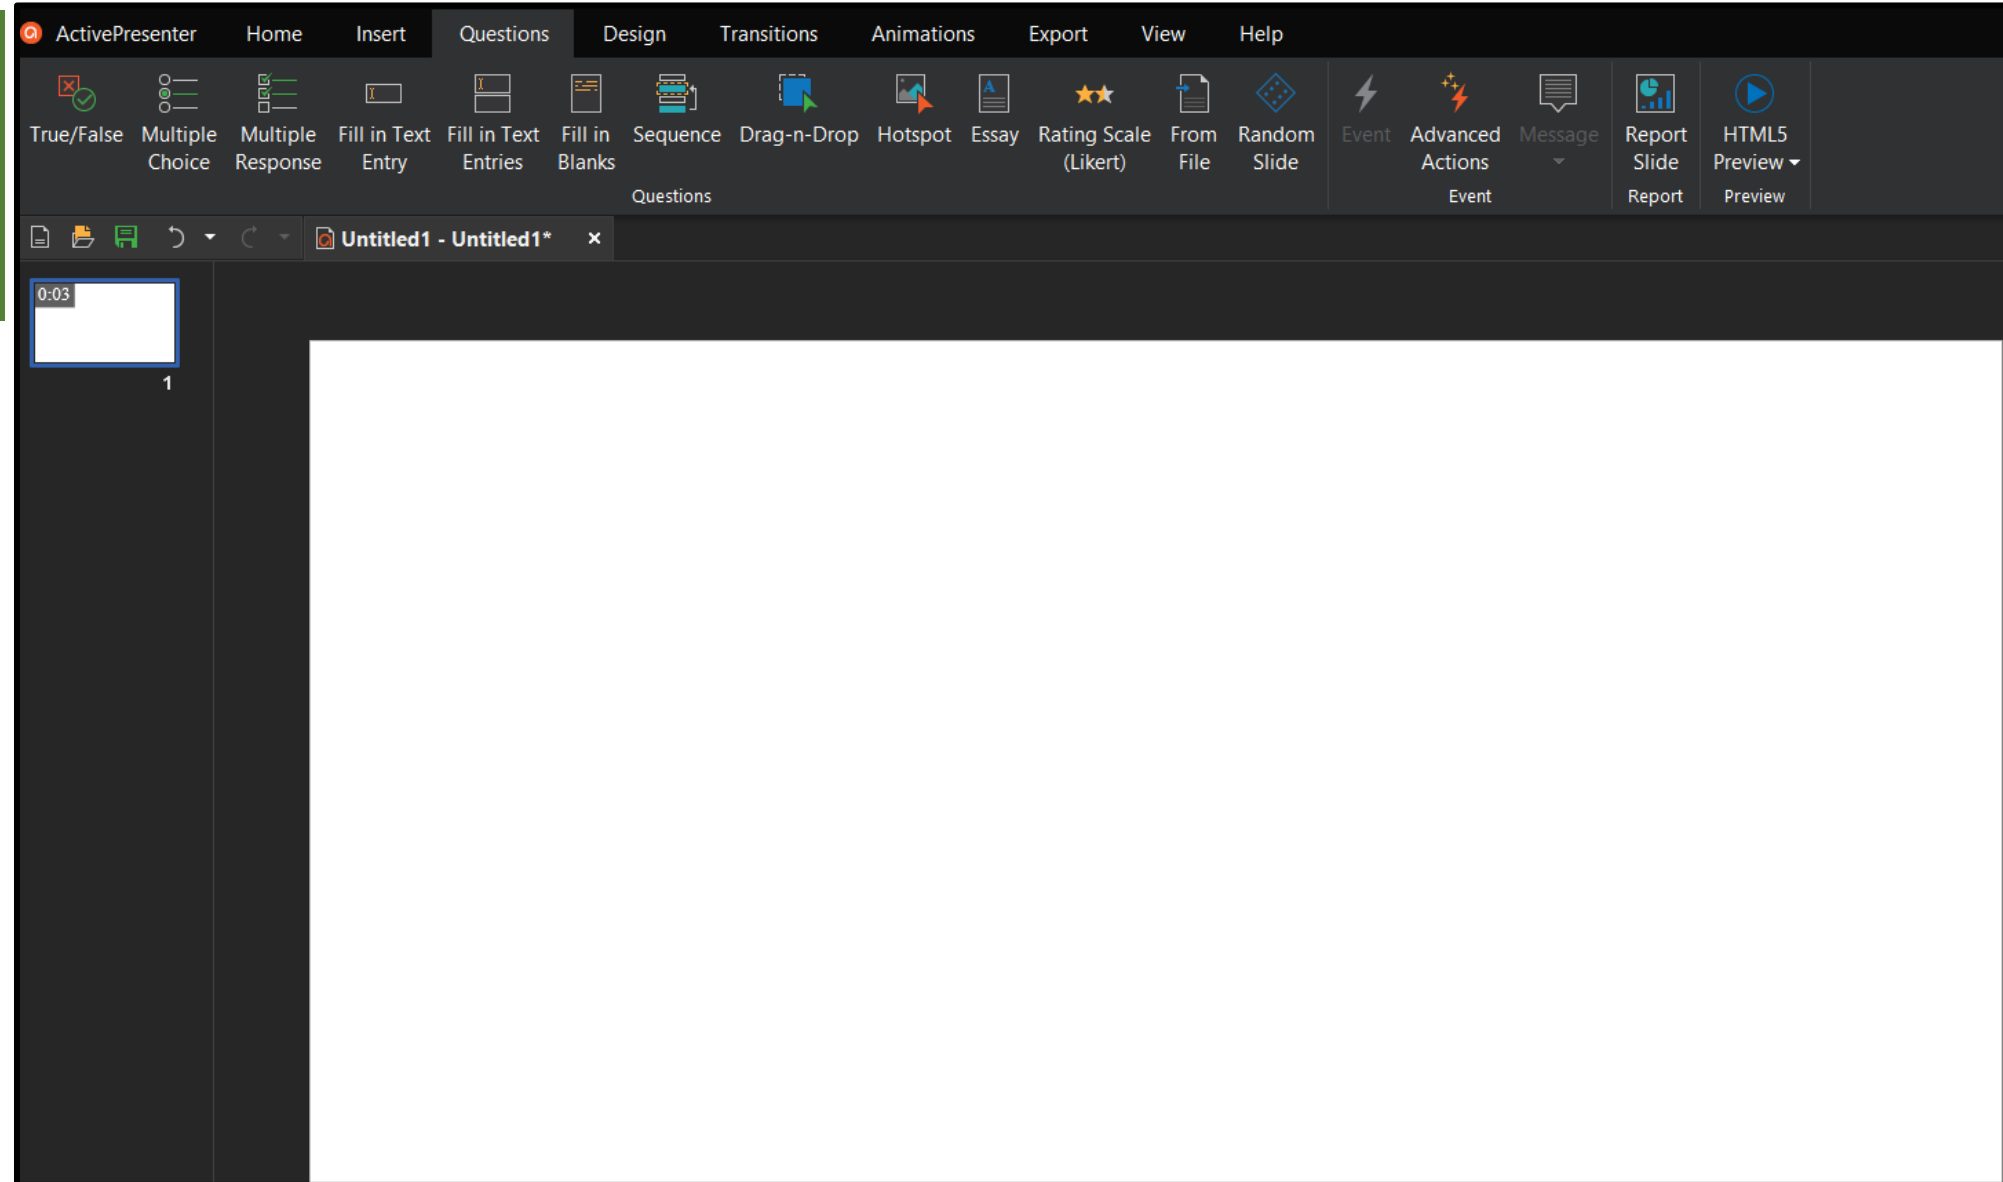 ActivePresenter Home Insert Questions Design Transitions Animations Export View Help
True/False Multiple Choice Multiple Response Fill in Text Entry Fill in Text Entries Fill in Blanks Sequence Drag-n-Drop Hotspot Essay Rating Scale (Likert) From File Random Slide Event Advanced Actions Message Report Slide HTML5 Preview
Questions Event Report Preview
Untitled1 - Untitled1*
0:03
1